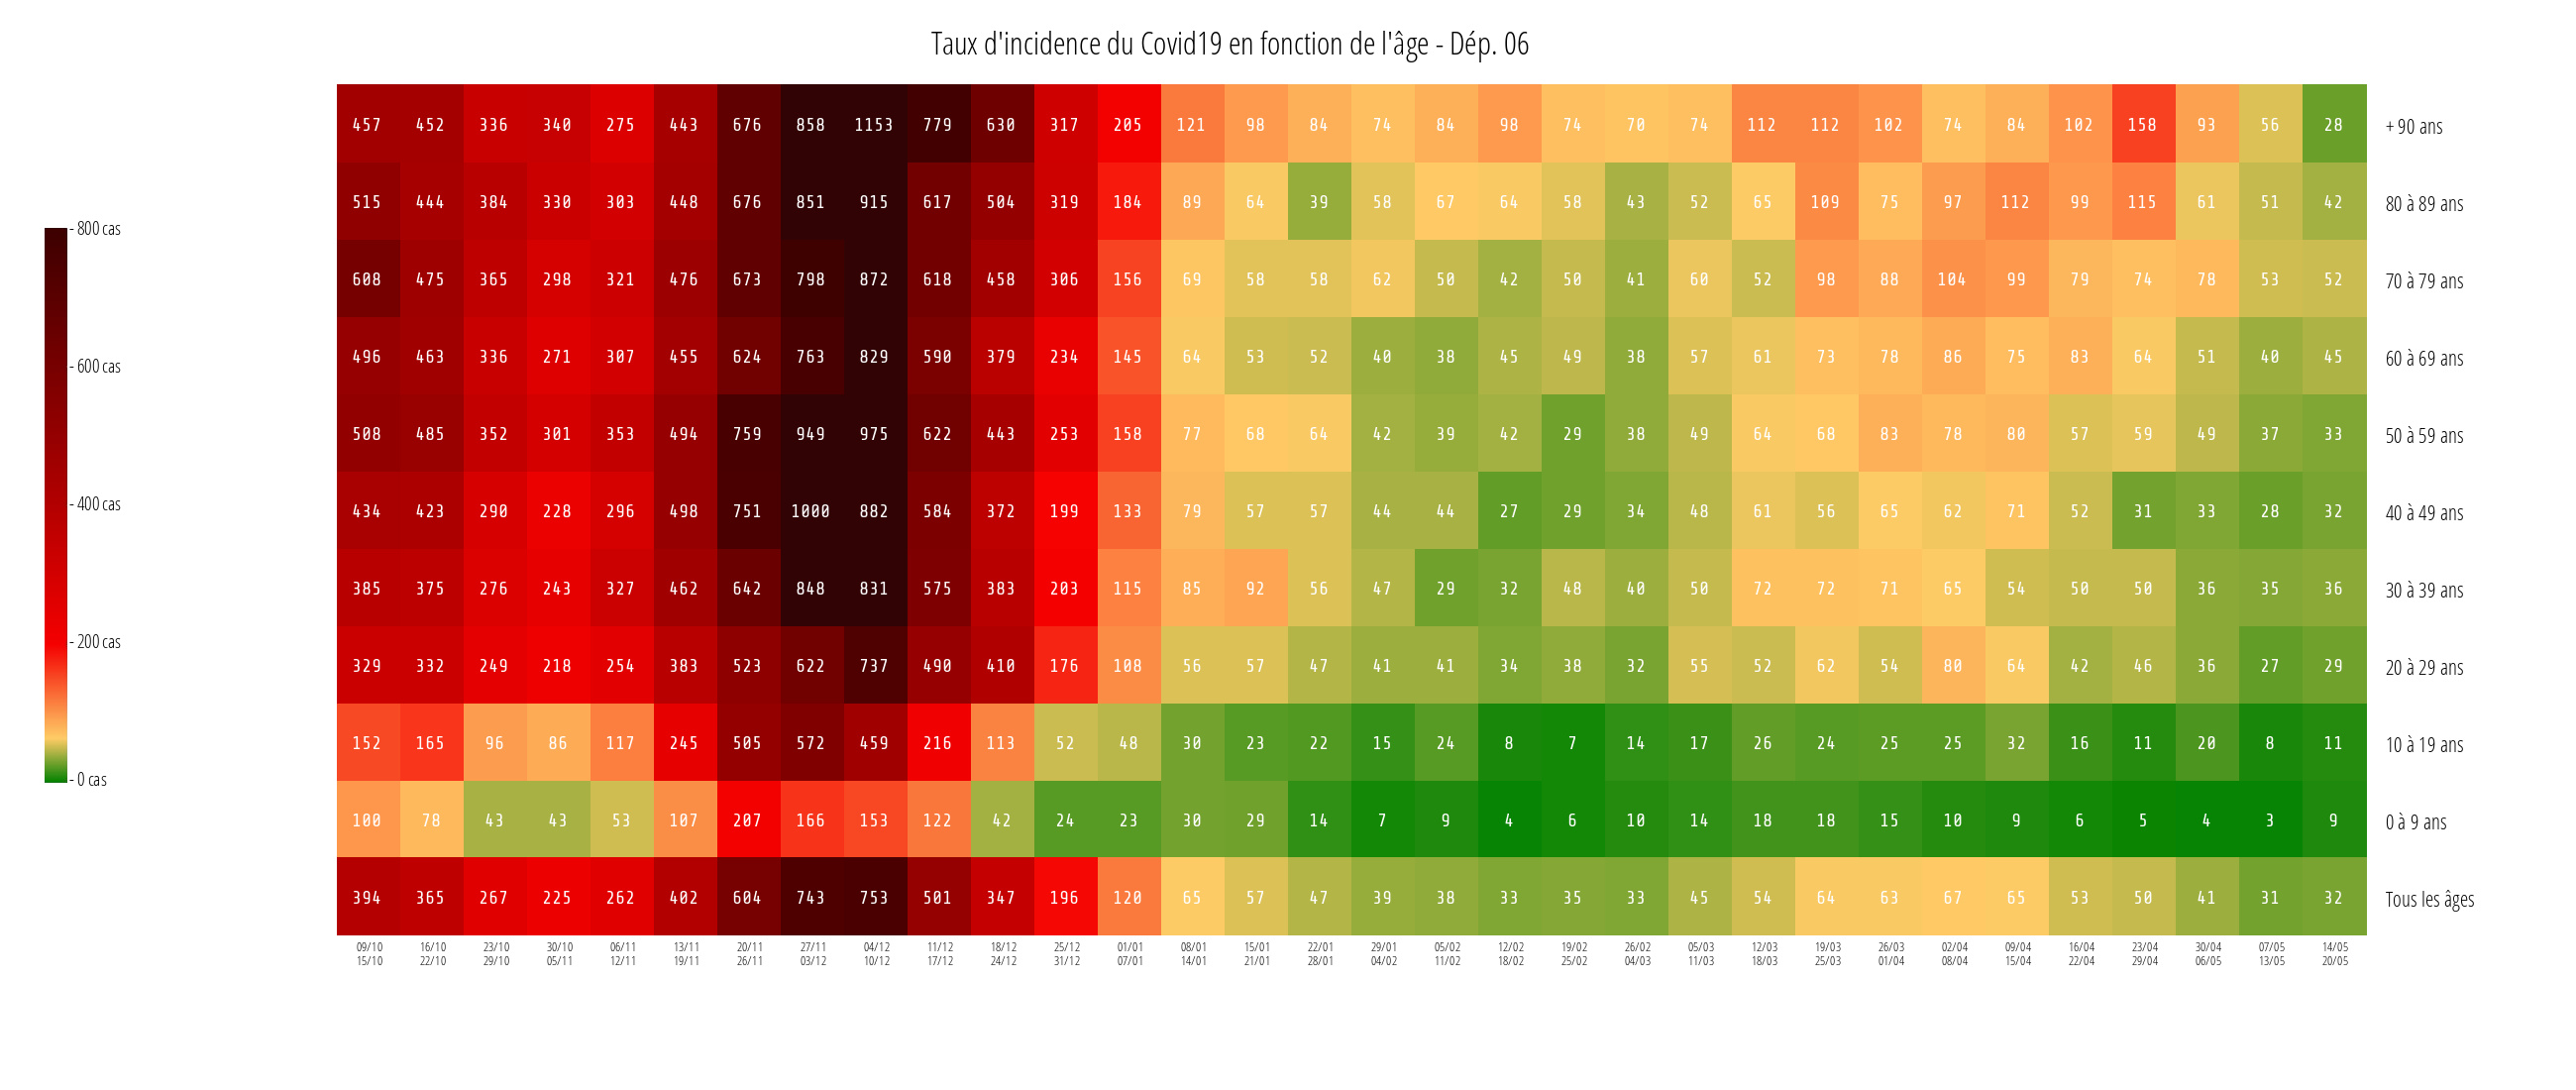 Taux d'incidence du Covid19 en fonction de l'âge - Dép. 06
- 800 cas
- 600 cas
- 400 cas
- 200 cas
- 0 cas
457 452 336 340 275 443 676 858 1153 779 630 317 205 121 98 84 74 84 98 74 70 74 112 112 102 74 84 102 158 93 56 28 + 90 ans
515 444 384 330 303 448 676 851 915 617 504 319 184 89 64 39 58 67 64 58 43 52 65 109 75 97 112 99 115 61 51 42 80 à 89 ans
608 475 365 298 321 476 673 798 872 618 458 306 156 69 58 58 62 50 42 50 41 60 52 98 88 104 99 79 74 78 53 52 70 à 79 ans
496 463 336 271 307 455 624 763 829 590 379 234 145 64 53 52 40 38 45 49 38 57 61 73 78 86 75 83 64 51 40 45 60 à 69 ans
508 485 352 301 353 494 759 949 975 622 443 253 158 77 68 64 42 39 42 29 38 49 64 68 83 78 80 57 59 49 37 33 50 à 59 ans
434 423 290 228 296 498 751 1000 882 584 372 199 133 79 57 57 44 44 27 29 34 48 61 56 65 62 71 52 31 33 28 32 40 à 49 ans
385 375 276 243 327 462 642 848 831 575 383 203 115 85 92 56 47 29 32 48 40 50 72 72 71 65 54 50 50 36 35 36 30 à 39 ans
329 332 249 218 254 383 523 622 737 490 410 176 108 56 57 47 41 41 34 38 32 55 52 62 54 80 64 42 46 36 27 29 20 à 29 ans
152 165 96 86 117 245 505 572 459 216 113 52 48 30 23 22 15 24 8 7 14 17 26 24 25 25 32 16 11 20 8 11 10 à 19 ans
100 78 43 43 53 107 207 166 153 122 42 24 23 30 29 14 7 9 4 6 10 14 18 18 15 10 9 6 5 4 3 9 0 à 9 ans
394 365 267 225 262 402 604 743 753 501 347 196 120 65 57 47 39 38 33 35 33 45 54 64 63 67 65 53 50 41 31 32 Tous les âges
09/10 16/10 23/10 30/10 06/11 13/11 20/11 27/11 04/12 11/12 18/12 25/12 01/01 08/01 15/01 22/01 29/01 05/02 12/02 19/02 26/02 05/03 12/03 19/03 26/03 02/04 09/04 16/04 23/04 30/04 07/05 14/05
15/10 22/10 29/10 05/11 12/11 19/11 26/11 03/12 10/12 17/12 24/12 31/12 07/01 14/01 21/01 28/01 04/02 11/02 18/02 25/02 04/03 11/03 18/03 25/03 01/04 08/04 15/04 22/04 29/04 06/05 13/05 20/05